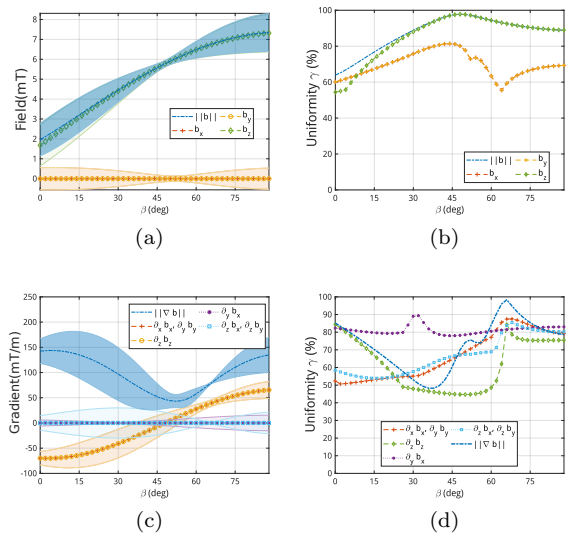 Field(mT)
8
7
6
5
4
3
2
1
0
||b||
b_x
b_y
b_z
0 15 30 45 60 75
β (deg)
(a)
Uniformity γ (%)
100
80
60
40
20
0
||b||
b_x
b_y
b_z
0 15 30 45 60 75
β (deg)
(b)
Gradient(mT/m)
250
200
150
100
50
0
-50
-100
||∇ b||
∂_x b_x, ∂_y b_y
∂_z b_z
∂_y b_x
∂_z b_x, ∂_z b_y
0 15 30 45 60 75
β (deg)
(c)
Uniformity γ (%)
100
90
80
70
60
50
40
30
20
10
0
∂_x b_x, ∂_y b_y
∂_z b_z
∂_y b_x
∂_z b_x, ∂_z b_y
||∇ b||
0 15 30 45 60 75
β (deg)
(d)